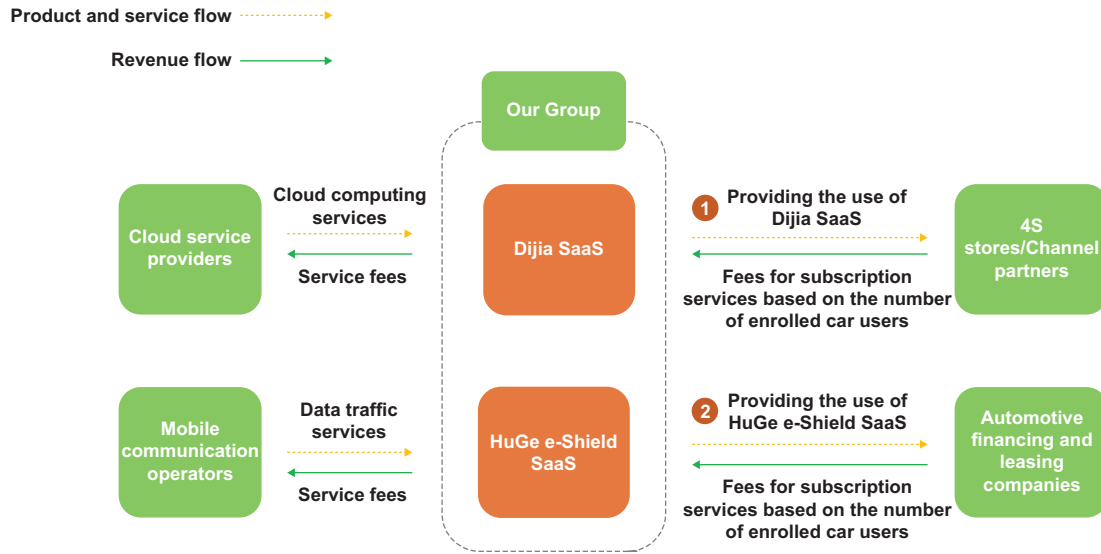 Product and service flow
Revenue flow
Our Group
Cloud service
providers
Cloud computing
services
Service fees
Dijia SaaS
1
Providing the use of
Dijia SaaS
Fees for subscription
services based on the number
of enrolled car users
4S
stores/Channel
partners
Mobile
communication
operators
Data traffic
services
Service fees
HuGe e-Shield
SaaS
2
Providing the use of
HuGe e-Shield SaaS
Fees for subscription
services based on the number
of enrolled car users
Automotive
financing and
leasing
companies